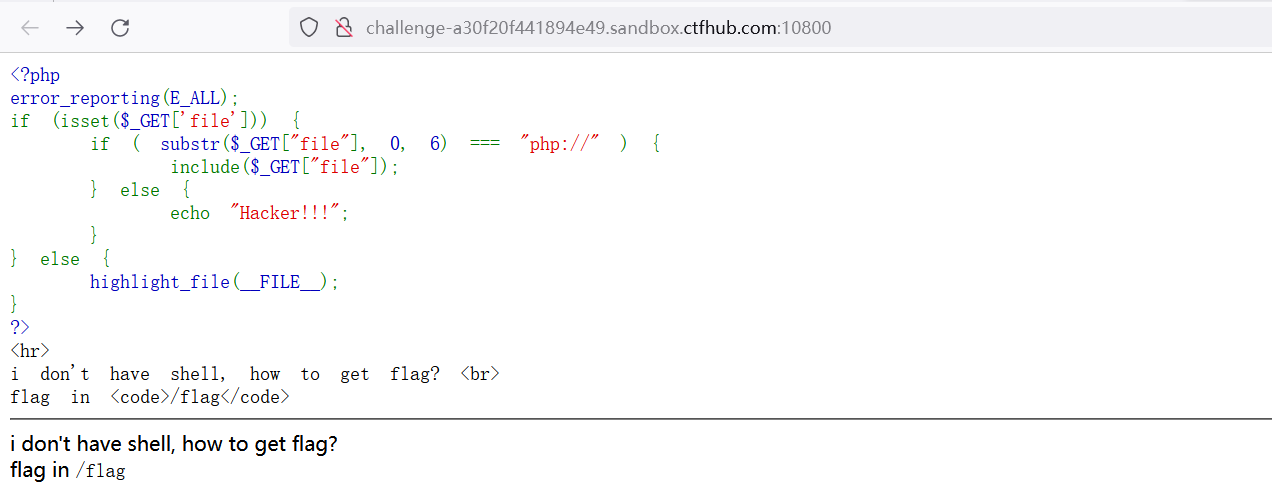 challenge-a30f20f441894e49.sandbox.ctfhub.com:10800
<?php
error_reporting(E_ALL);
if (isset($_GET['file'])) {
    if ( substr($_GET["file"], 0, 6) === "php://" ) {
        include($_GET["file"]);
    } else {
        echo "Hacker!!!";
    }
} else {
    highlight_file(__FILE__);
}
?>
<hr>
i don't have shell, how to get flag? <br>
flag in <code>/flag</code>
i don't have shell, how to get flag?
flag in /flag